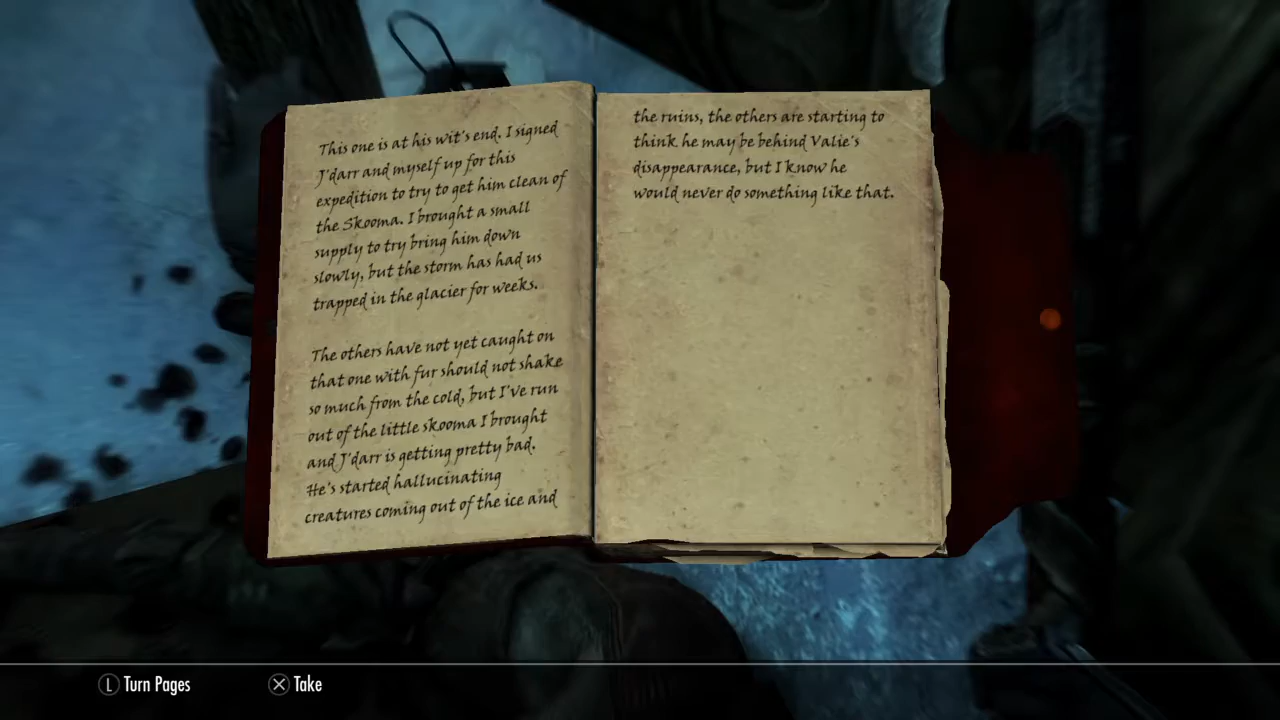 This one is at his wit's end. I signed
J'darr and myself up for this
expedition to try to get him clean of
the Skooma. I brought a small
supply to try bring him down
slowly, but the storm has had us
trapped in the glacier for weeks.
The others have not yet caught on
that one with fur should not shake
so much from the cold, but I've run
out of the little skooma I brought
and J'darr is getting pretty bad.
He's started hallucinating
creatures coming out of the ice and
the ruins, the others are starting to
think he may be behind Valie's
disappearance, but I know he
would never do something like that.
L Turn Pages
X Take